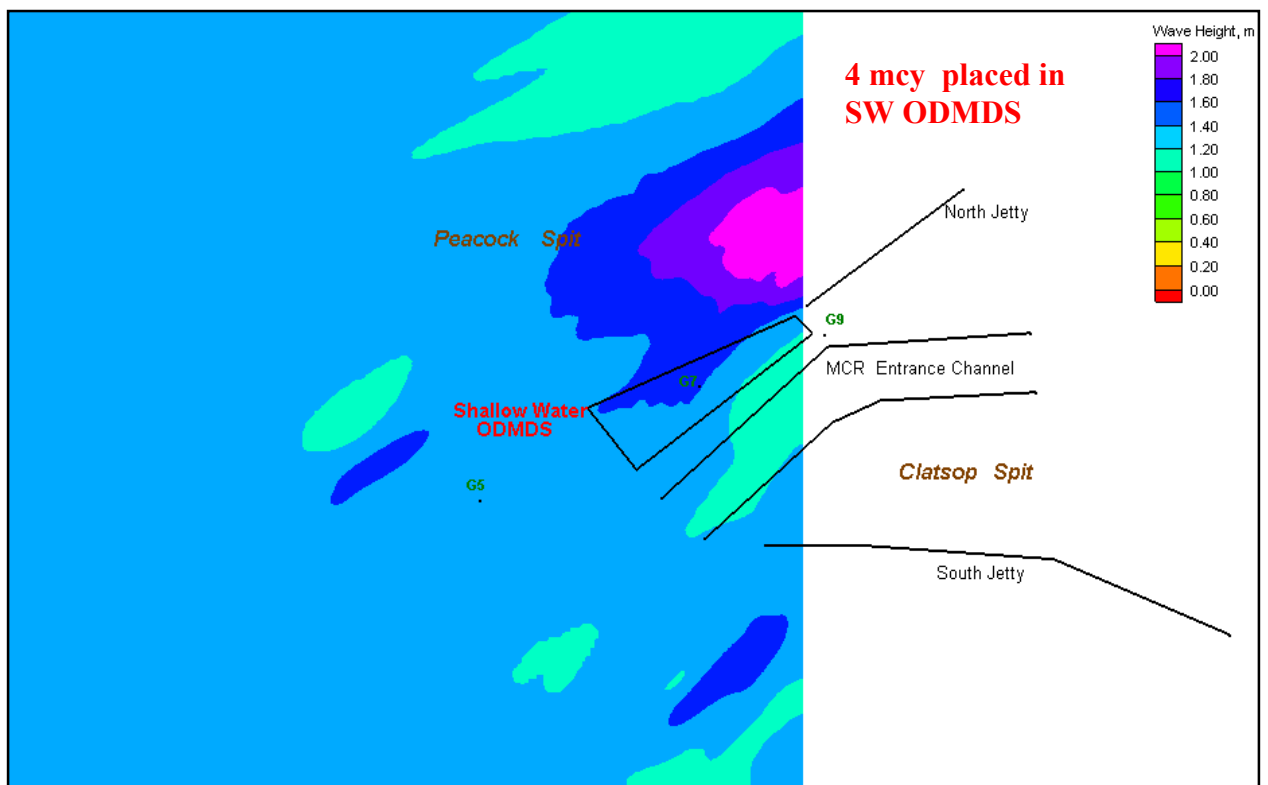 Wave Height, m
2.00
1.80
1.60
1.40
1.20
1.00
0.80
0.60
0.40
0.20
0.00
4 mcy placed in
SW ODMDS
North Jetty
Peacock Spit
G9
MCR Entrance Channel
G7
Shallow Water
ODMDS
Clatsop Spit
G5
South Jetty